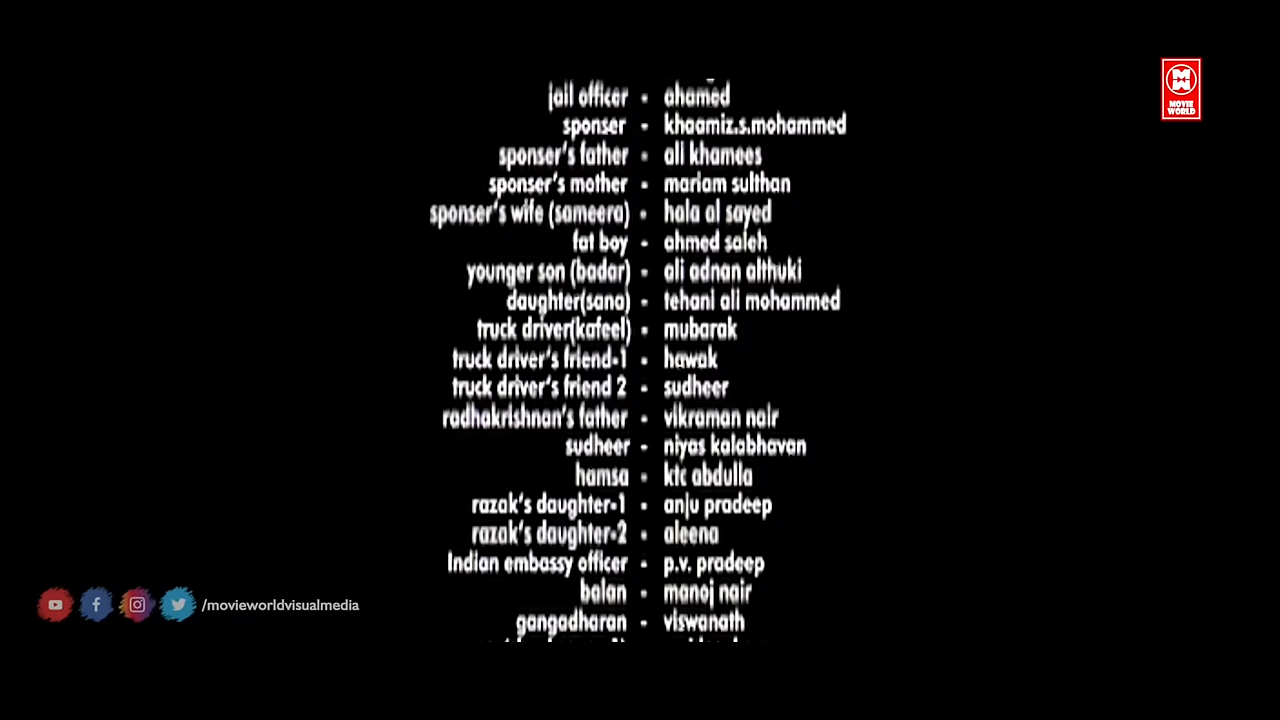 jail officer - ahamed
sponser - khaamiz.s.mohammed
sponser's father - ali khamees
sponser's mother - mariam sulthan
sponser's wife (sameera) - hala al sayed
fat boy - ahmed saleh
younger son (badar) - ali adnan althuki
daughter(sana) - tehani ali mohammed
truck driver(kafeel) - mubarak
truck driver's friend-1 - hawak
truck driver's friend 2 - sudheer
radhakrishnan's father - vikraman nair
sudheer - niyas kalabhavan
hamsa - ktc abdulla
razak's daughter-1 - anju pradeep
razak's daughter-2 - aleena
Indian embassy officer - p.v. pradeep
balan - manoj nair
gangadharan - viswanath
M
MOVIE
WORLD
/movieworldvisualmedia